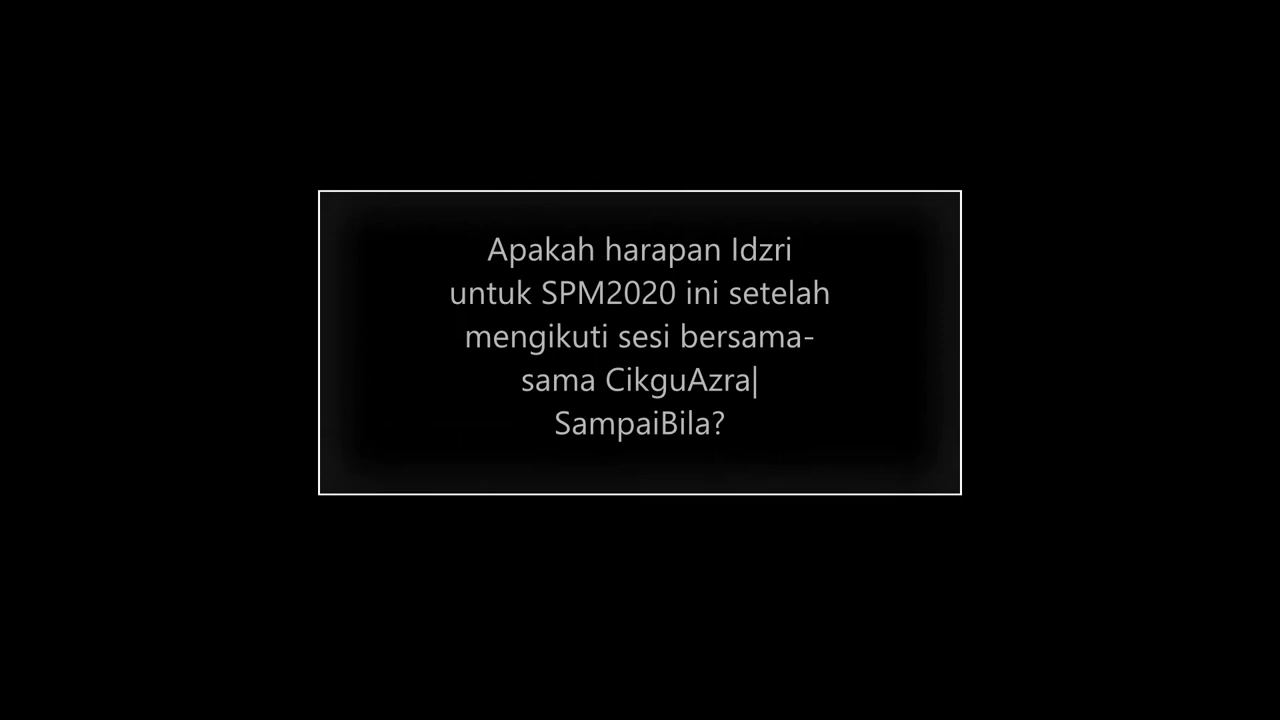 Apakah harapan Idzri
untuk SPM2020 ini setelah
mengikuti sesi bersama-
sama CikguAzra|
SampaiBila?